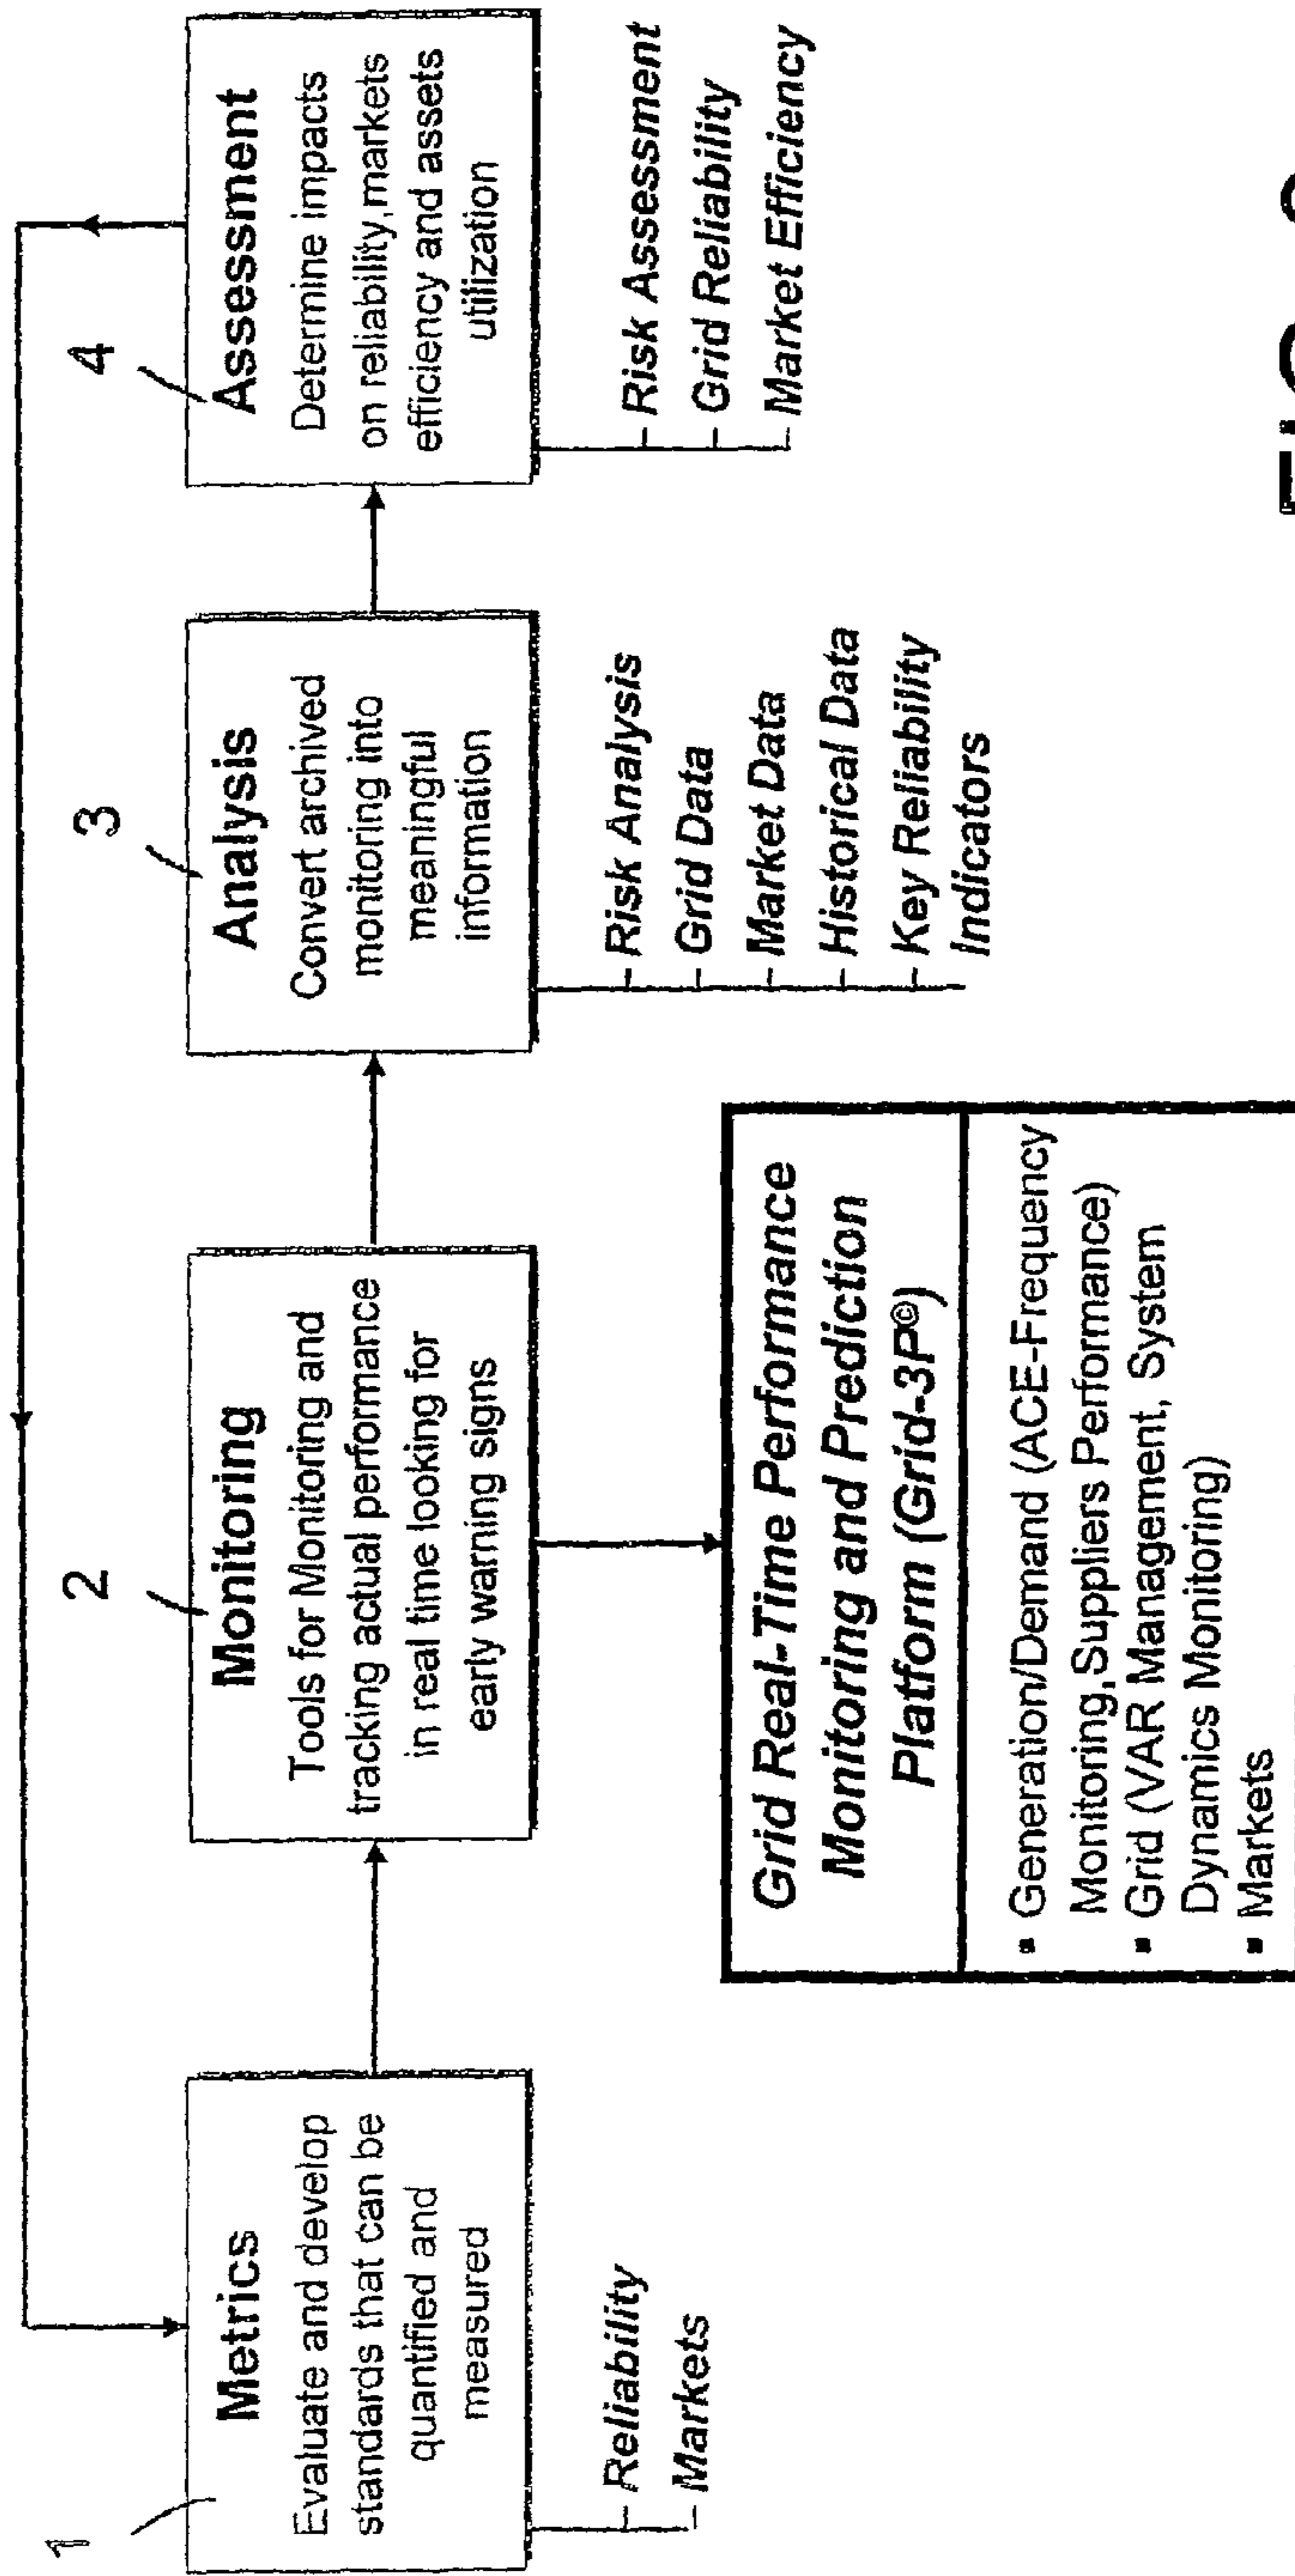 1
Metrics
Evaluate and develop
standards that can be
quantified and
measured
Reliability
Markets
2
Monitoring
Tools for Monitoring and
tracking actual performance
in real time looking for
early warning signs
Grid Real-Time Performance
Monitoring and Prediction
Platform (Grid-3P©)
▪ Generation/Demand (ACE-Frequency
Monitoring,Suppliers Performance)
▪ Grid (VAR Management, System
Dynamics Monitoring)
▪ Markets
3
Analysis
Convert archived
monitoring into
meaningful
information
Risk Analysis
Grid Data
Market Data
Historical Data
Key Reliability
Indicators
4
Assessment
Determine impacts
on reliability,markets
efficiency and assets
utilization
Risk Assessment
Grid Reliability
Market Efficiency